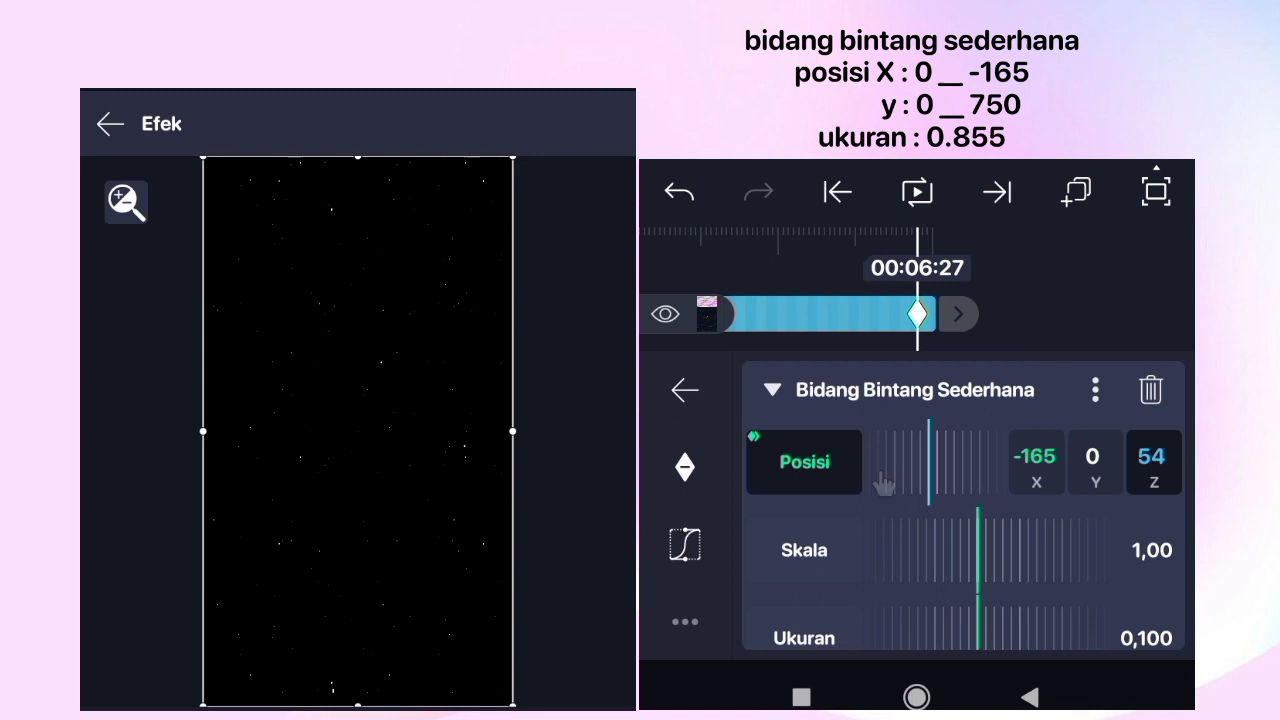 bidang bintang sederhana
posisi X : 0 __ -165
y : 0 __ 750
ukuran : 0.855
Efek
00:06:27
Bidang Bintang Sederhana
Posisi
-165
0
54
X
Y
Z
Skala
1,00
Ukuran
0,100